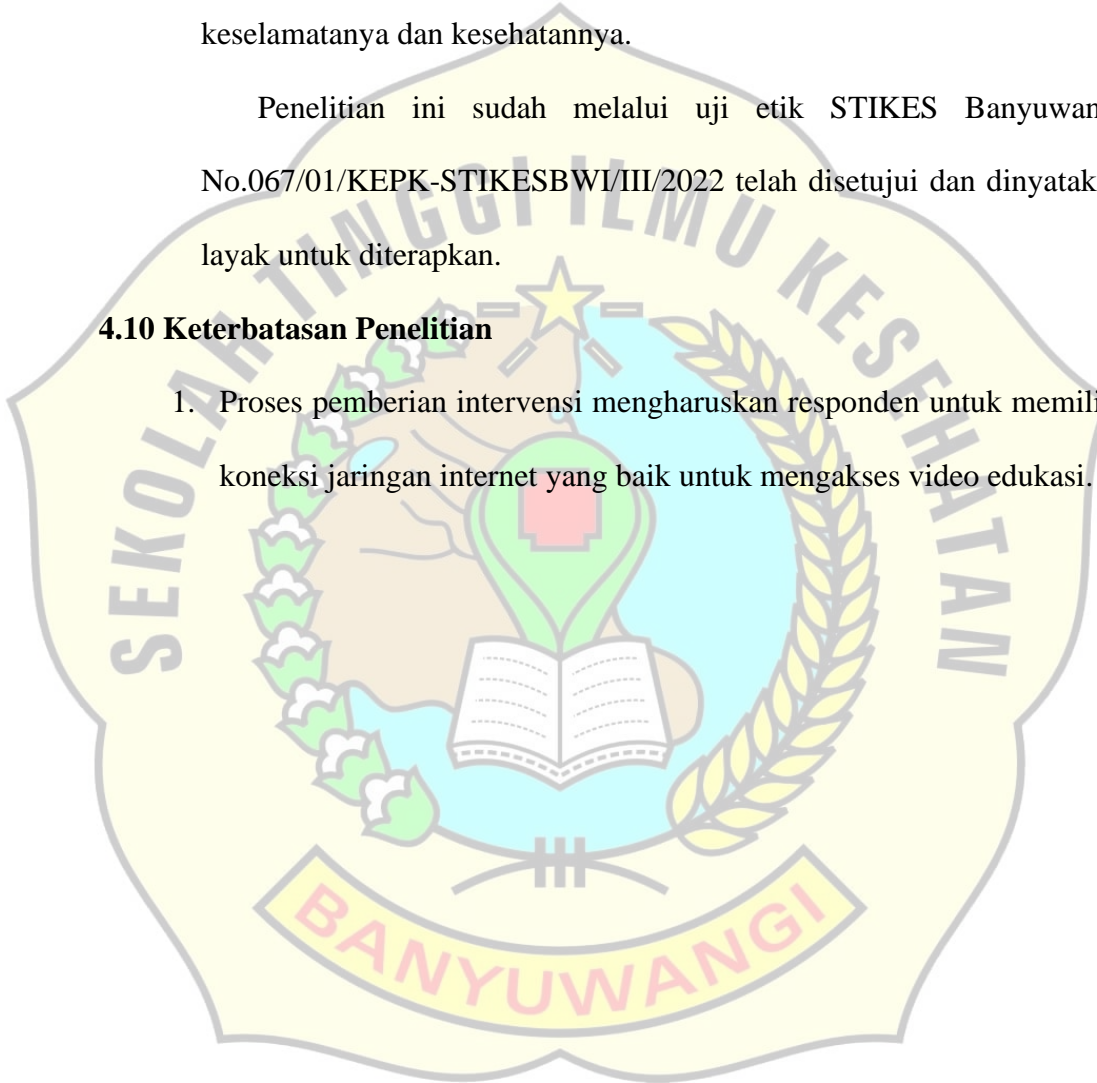 keselamatanya dan kesehatannya.
Penelitian ini sudah melalui uji etik STIKES Banyuwan
No.067/01/KEPK-STIKESBWI/III/2022 telah disetujui dan dinyatak
layak untuk diterapkan.
4.10 Keterbatasan Penelitian
1. Proses pemberian intervensi mengharuskan responden untuk memili
koneksi jaringan internet yang baik untuk mengakses video edukasi.
SEKOLAH TINGGI ILMU KESEHATAN
BANYUWANGI